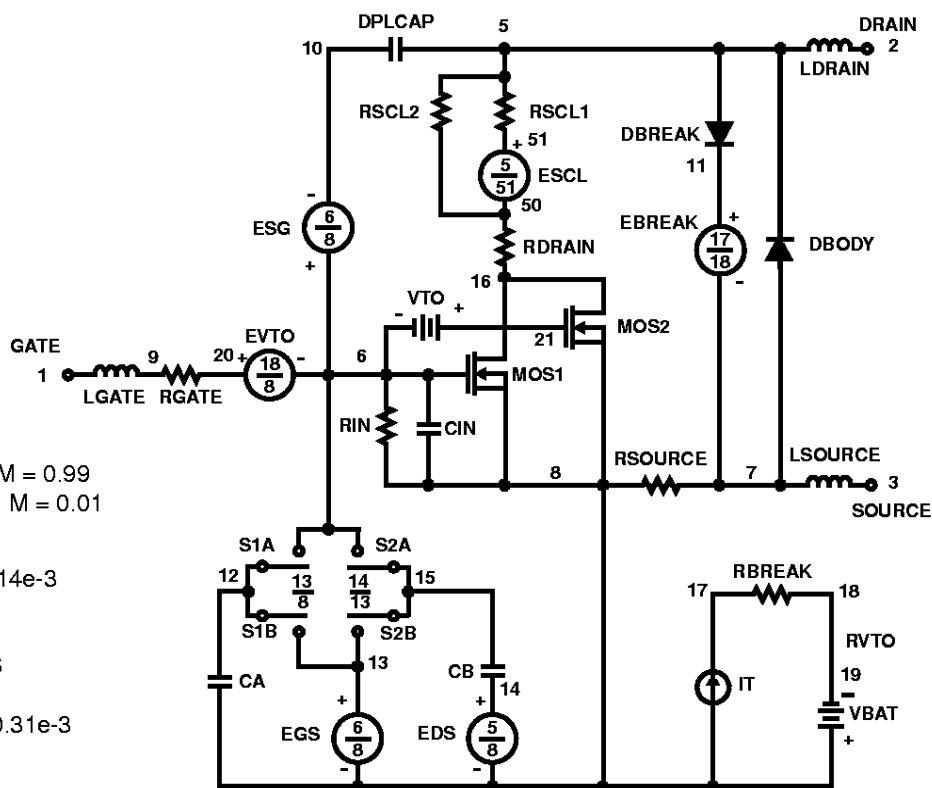 DPLCAP
5
DRAIN
10
2
LDRAIN
RSCL2
RSCL1
DBREAK
+ 51
5
51
ESCL
11
50
-
+
ESG
6
8
EBREAK
17
18
DBODY
RDRAIN
+
-
16
VTO
-
+
MOS2
21
GATE
EVTO
9
20
+
-
6
1
18
8
MOS1
LGATE
RGATE
RIN
CIN
M = 0.99
M = 0.01
8
RSOURCE
7
LSOURCE
3
SOURCE
S1A
S2A
12
13
8
14
13
15
14e-3
S1B
S2B
RBREAK
17
18
RVTO
13
CB
14
19
CA
IT
-
VBAT
+
+
+
EGS
6
8
EDS
5
8
-
-
0.31e-3